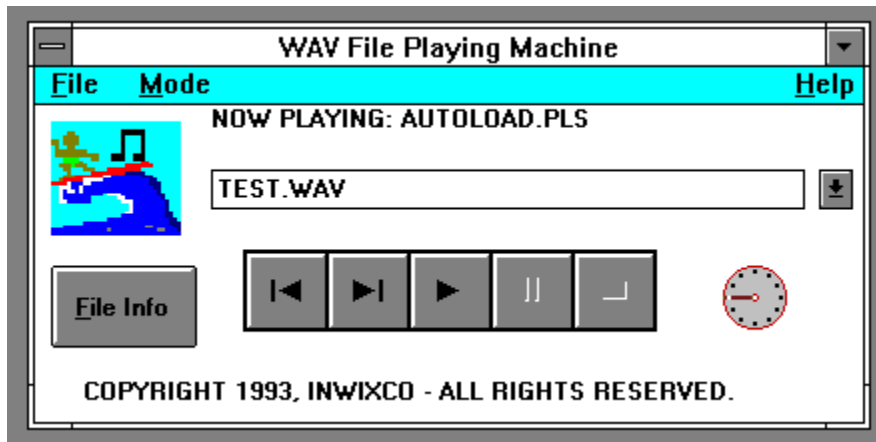 WAV File Playing Machine
File Mode Help
NOW PLAYING: AUTOLOAD.PLS
TEST.WAV
File Info
COPYRIGHT 1993, INWIXCO - ALL RIGHTS RESERVED.